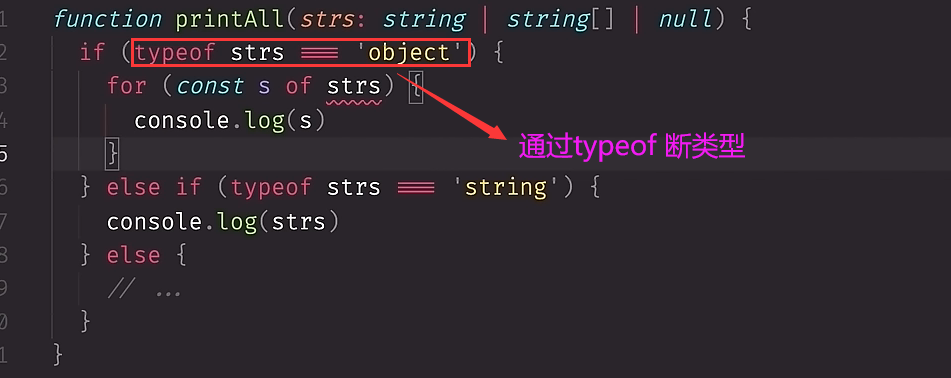 1 function printAll(strs: string | string[] | null) {
2 if (typeof strs === 'object') {
3 for (const s of strs) {
4 console.log(s)
5 }
通过typeof 断类型
6 } else if (typeof strs === 'string') {
7 console.log(strs)
8 } else {
9 // ...
0 }
1 }